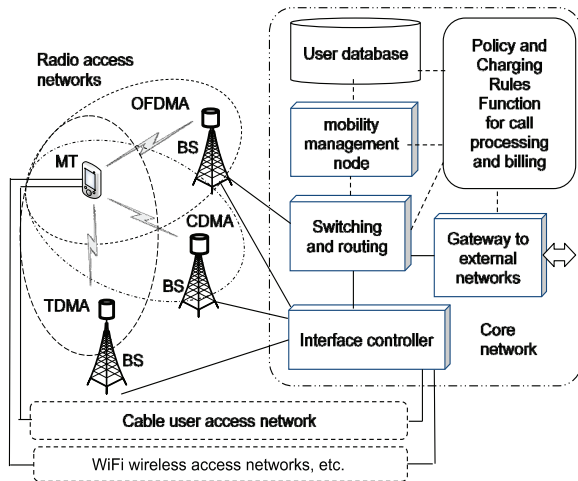 Radio access
networks
OFDMA
BS
MT
CDMA
BS
TDMA
BS
User database
Policy and
Charging
Rules
Function
for call
processing
and billing
mobility
management
node
Switching
and routing
Gateway to
external
networks
Interface controller
Core
network
Cable user access network
WiFi wireless access networks, etc.